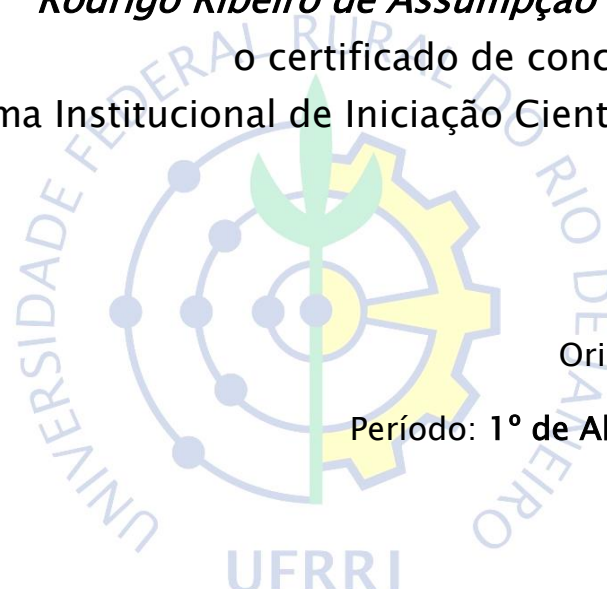 Rodrigo Ribeiro de Assumpção
o certificado de conc
ma Institucional de Iniciação Cient
Ori
Período: 1º de Al
UNIVERSIDADE FEDERAL RURAL DO RIO DE JANEIRO
UFRRJ